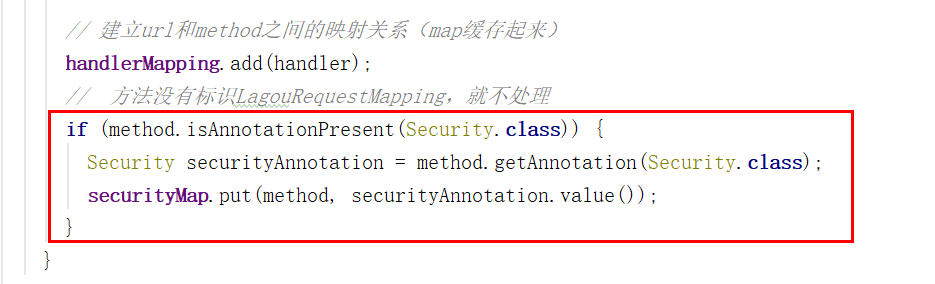 // 建立url和method之间的映射关系（map缓存起来）
handlerMapping.add(handler);
//  方法没有标识LagouRequestMapping，就不处理
if (method.isAnnotationPresent(Security.class)) {
Security securityAnnotation = method.getAnnotation(Security.class);
securityMap.put(method, securityAnnotation.value());
}
}